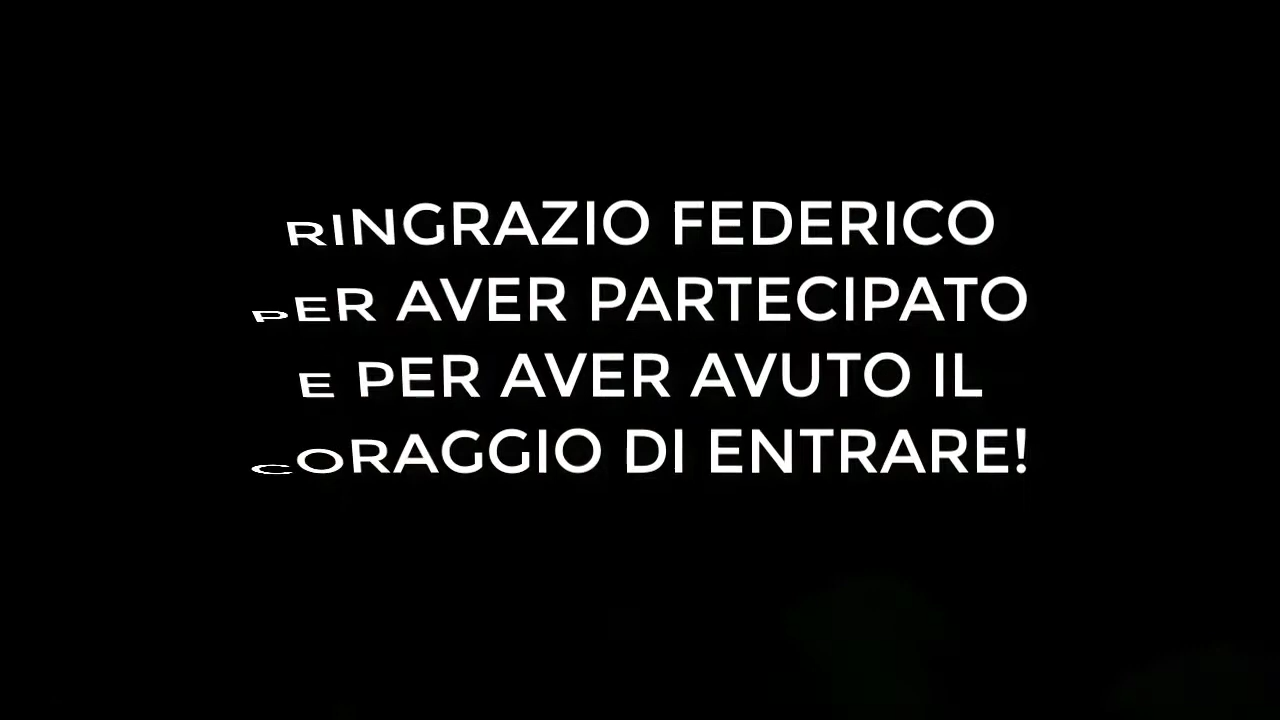 RINGRAZIO FEDERICO
PER AVER PARTECIPATO
E PER AVER AVUTO IL
CORAGGIO DI ENTRARE!